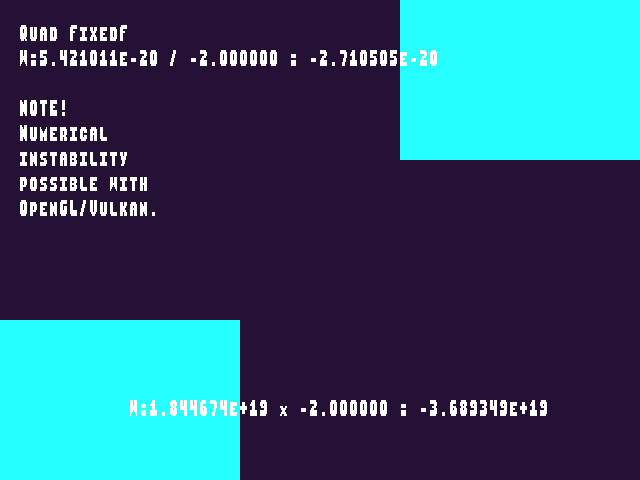 Quad fixedf
W:5.421011E-20 / -2.000000 : -2.710505E-20
NOTE!
Numerical
instability
possible with
OpenGL/Vulkan.
W:1.844674E+19 x -2.000000 : -3.689349E+19